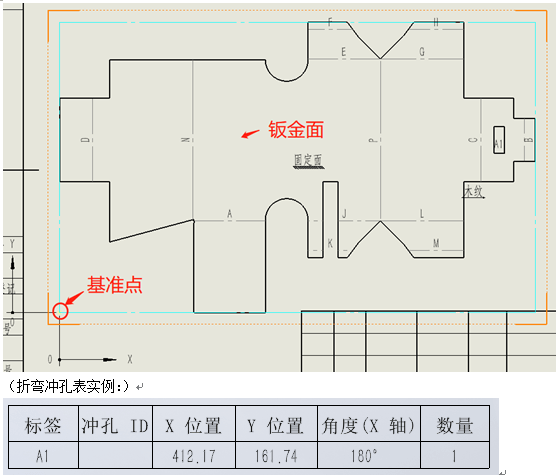 F H
E G
钣金面
D N P C A1 B
固定面
木纹
A J L
K M
Y
基准点
0
0 X
（折弯冲孔表实例：）
标签 冲孔 ID X 位置 Y 位置 角度(X 轴) 数量
A1 412.17 161.74 180° 1